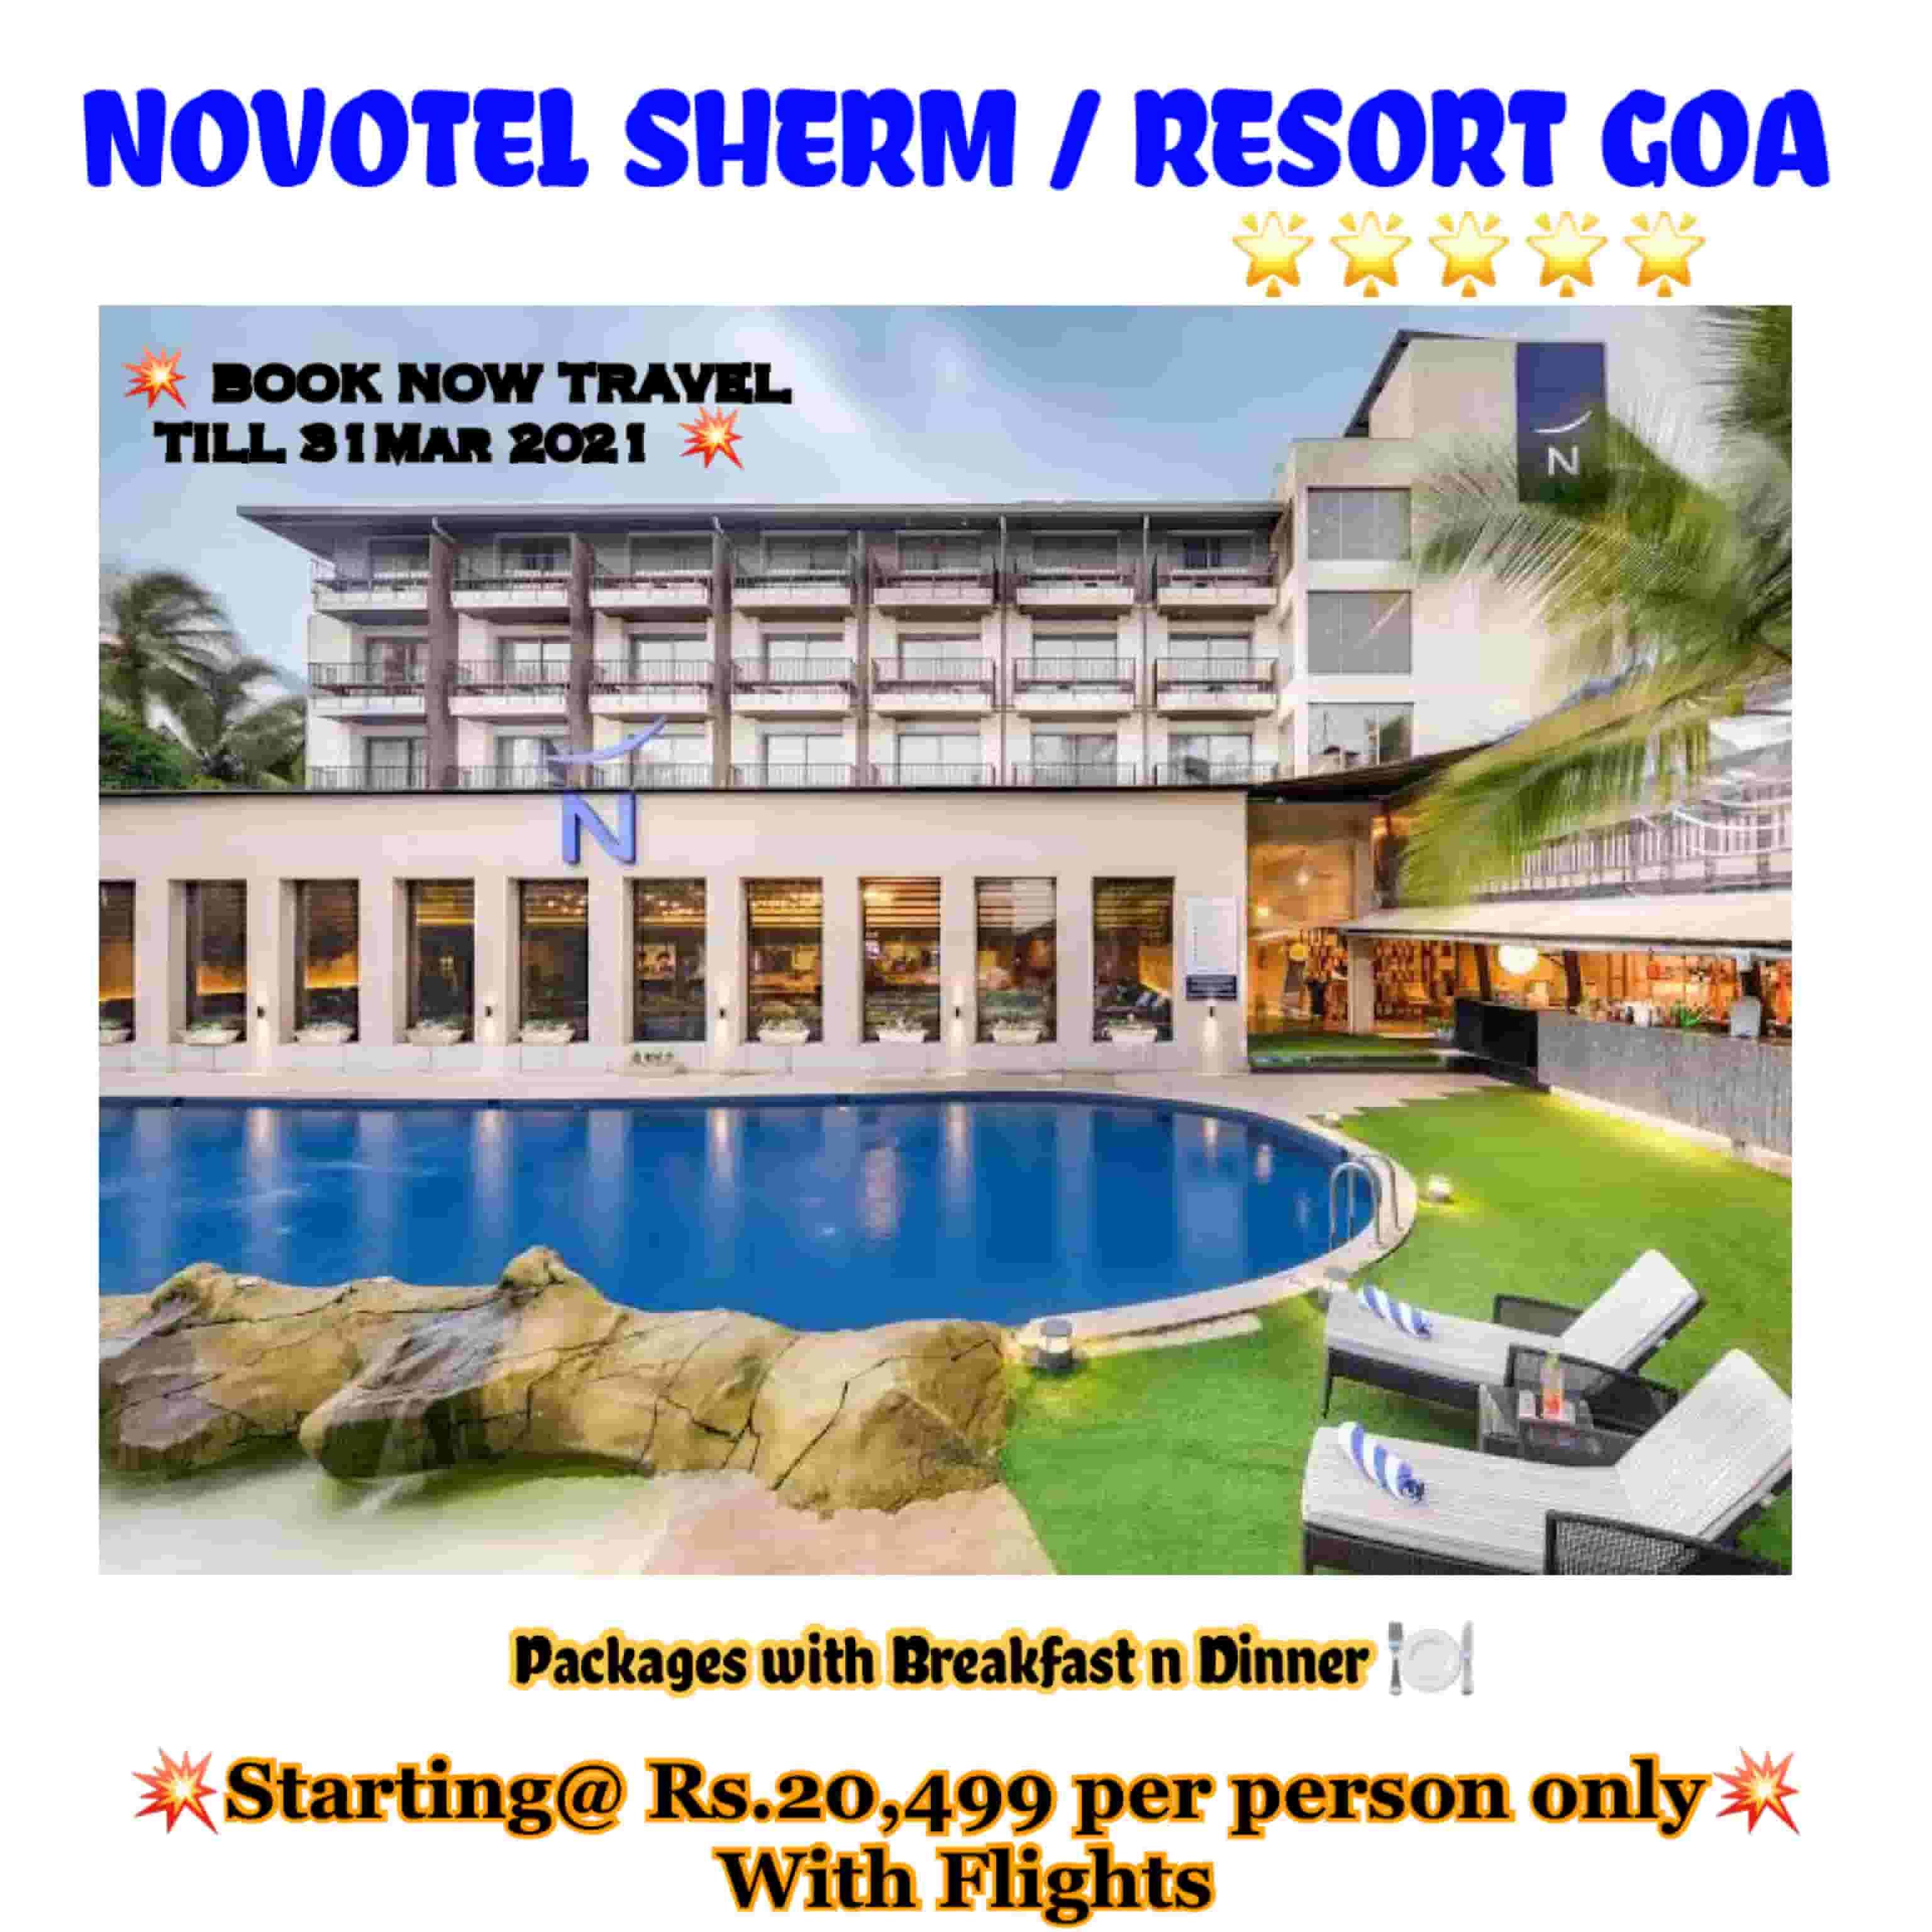 NOVOTEL SHERM / RESORT GOA
BOOK NOW TRAVEL
TILL 31MAR 2021
N
N
Packages with Breakfast n Dinner
Starting@ Rs.20,499 per person only
With Flights